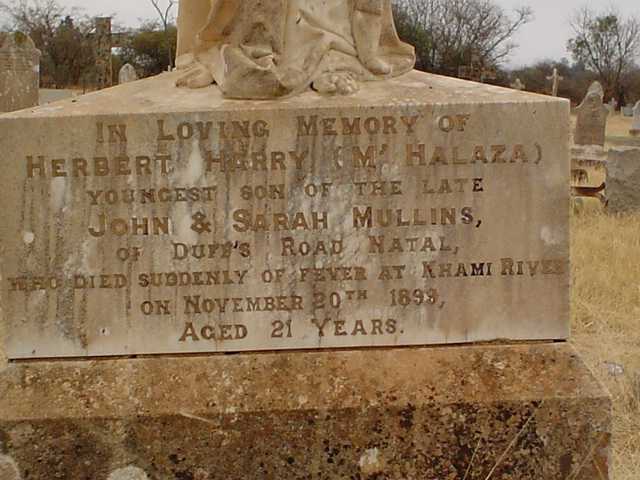 In Loving Memory of
Herbert Harry (M' Halaza)
youngest son of the late
John & Sarah Mullins,
of Duff's Road Natal,
who died suddenly of fever at Khami River
on November 20th 1899,
Aged 21 Years.